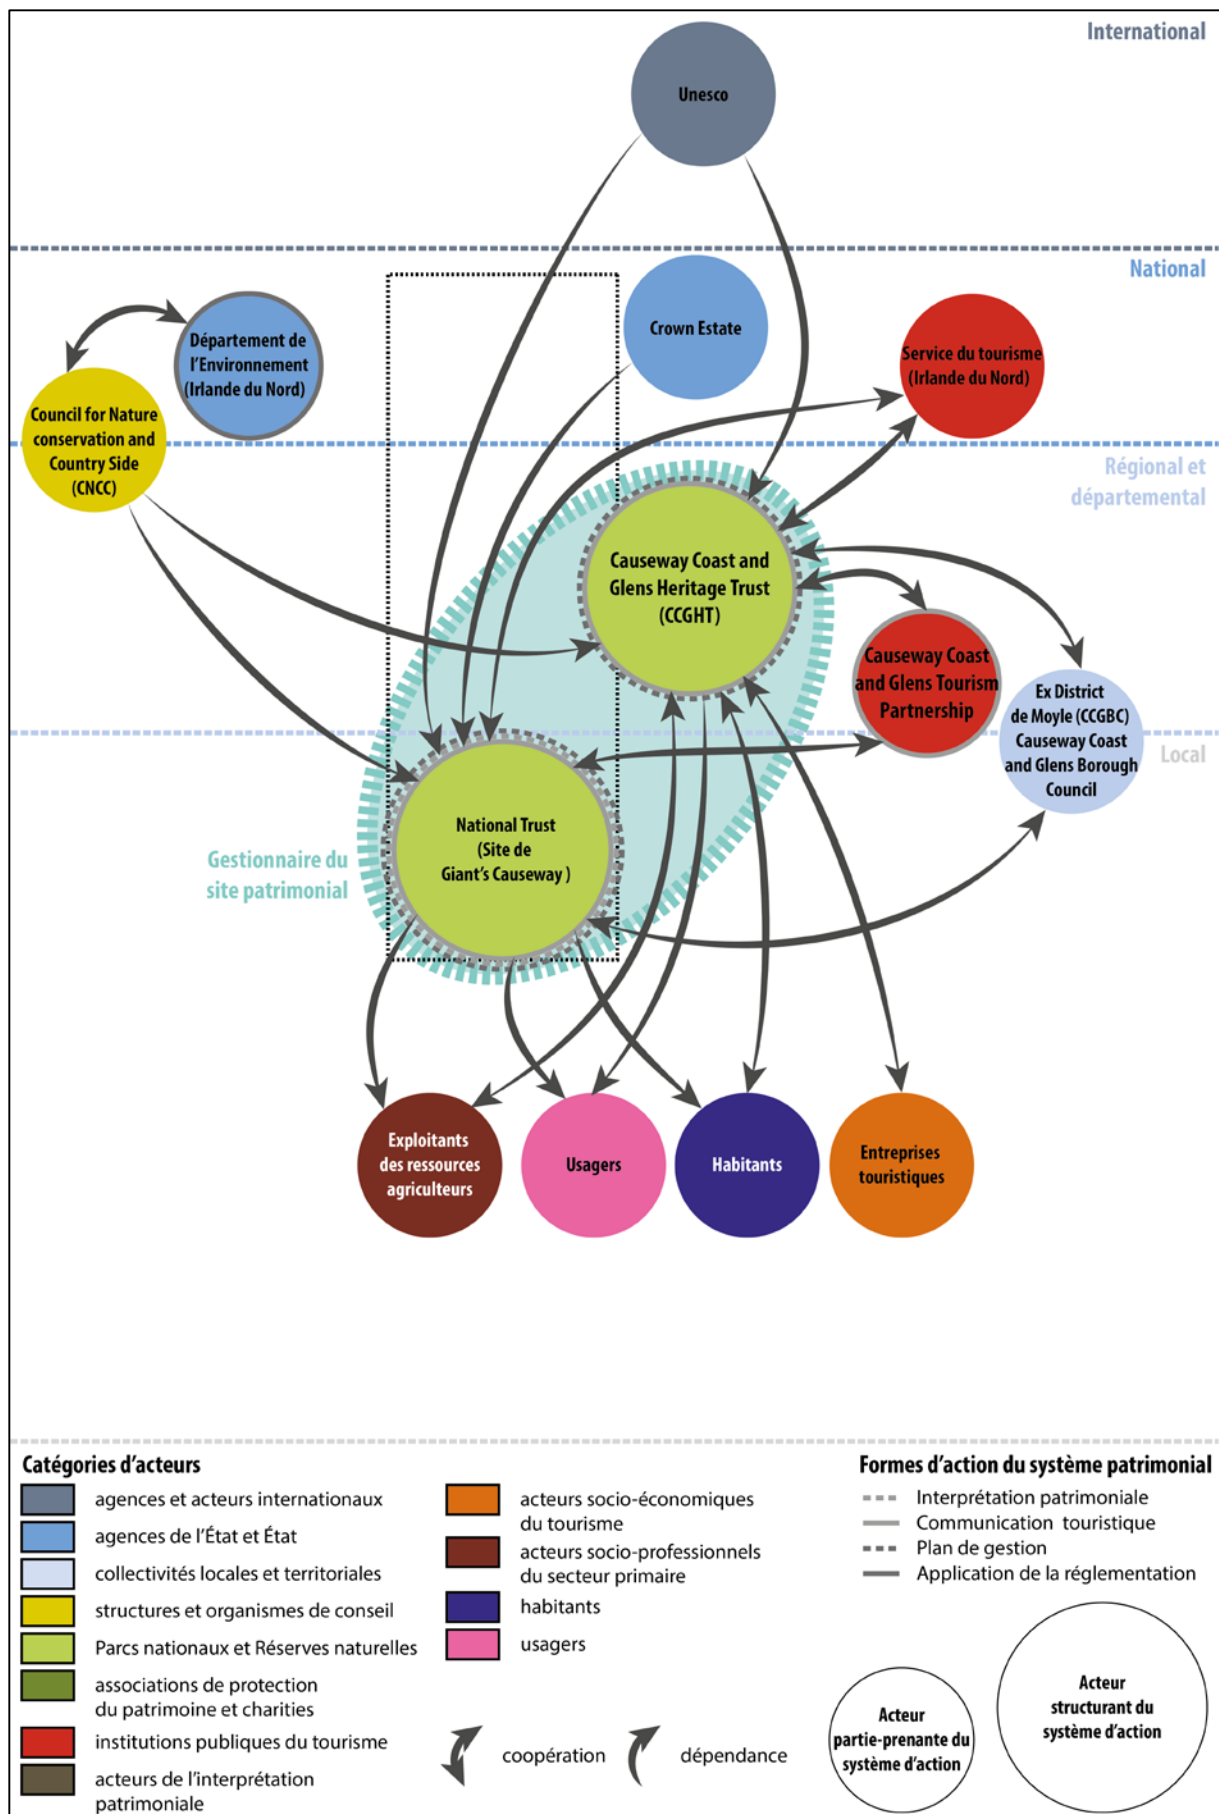 International
Unesco
National
Crown Estate
Département de
l'Environnement
(Irlande du Nord)
Service du tourisme
(Irlande du Nord)
Council for Nature
conservation and
Country Side
(CNCC)
Régional et
départemental
Causeway Coast and
Glens Heritage Trust
(CCGHT)
Causeway Coast
and Glens Tourism
Partnership
Ex District
de Moyle (CCGBC)
Causeway Coast
and Glens Borough
Council
Local
National Trust
(Site de
Giant's Causeway )
Gestionnaire du
site patrimonial
Exploitants
des ressources
agriculteurs
Usagers
Habitants
Entreprises
touristiques
Catégories d'acteurs
agences et acteurs internationaux
agences de l'État et État
collectivités locales et territoriales
structures et organismes de conseil
Parcs nationaux et Réserves naturelles
associations de protection
du patrimoine et charities
institutions publiques du tourisme
acteurs de l'interprétation
patrimoniale
acteurs socio-économiques
du tourisme
acteurs socio-professionnels
du secteur primaire
habitants
usagers
coopération
dépendance
Formes d'action du système patrimonial
Interprétation patrimoniale
Communication touristique
Plan de gestion
Application de la réglementation
Acteur
partie-prenante du
système d'action
Acteur
structurant du
système d'action